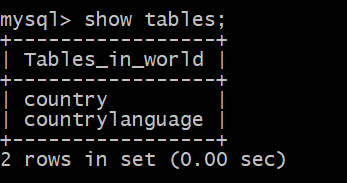 mysql> show tables;
+-----------------+
| Tables_in_world |
+-----------------+
| country         |
| countrylanguage |
+-----------------+
2 rows in set (0.00 sec)